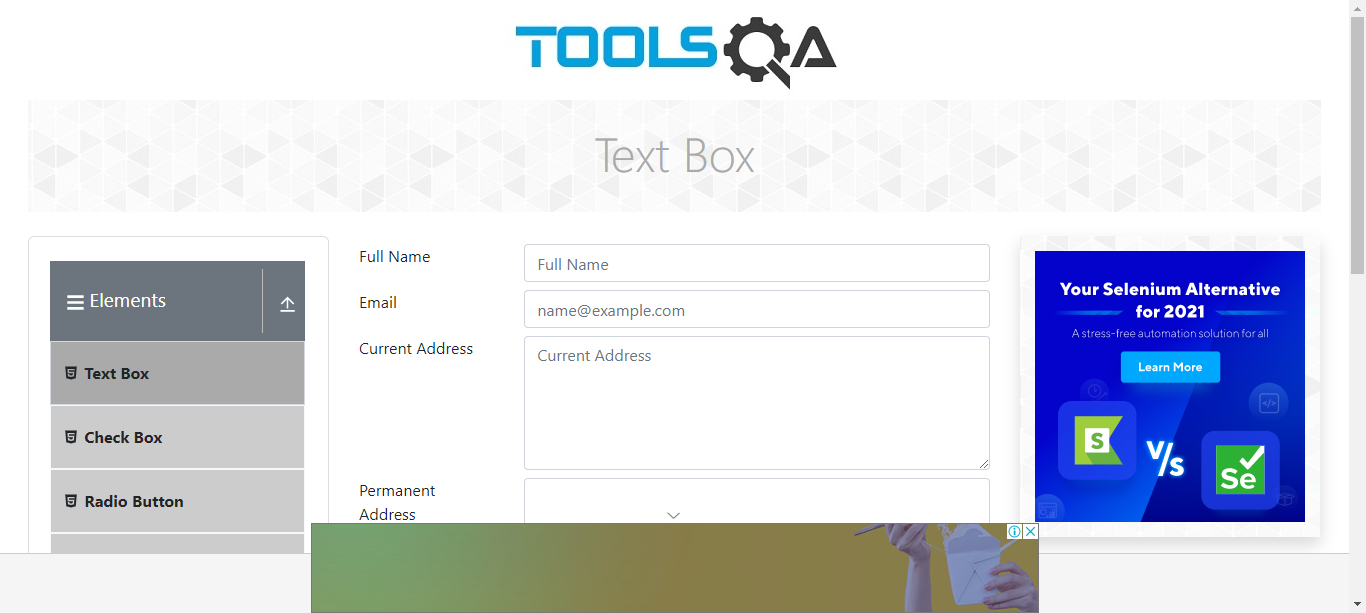 TOOLSQA
Text Box
Elements
Text Box
Check Box
Radio Button
Full Name
Full Name
Email
name@example.com
Current Address
Current Address
Permanent
Address
Your Selenium Alternative
for 2021
A stress-free automation solution for all
Learn More
S
V/s
Se